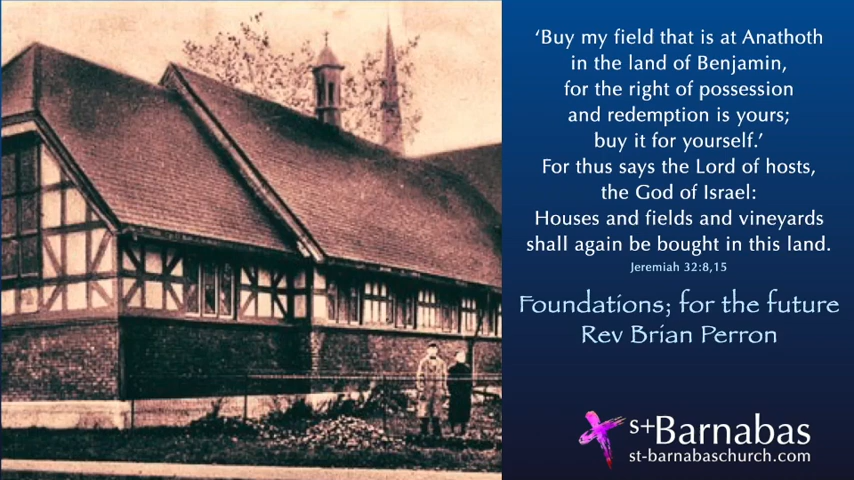 ‘Buy my field that is at Anathoth
in the land of Benjamin,
for the right of possession
and redemption is yours;
buy it for yourself.’
For thus says the Lord of hosts,
the God of Israel:
Houses and fields and vineyards
shall again be bought in this land.
Jeremiah 32:8,15
Foundations; for the future
Rev Brian Perron
st Barnabas
st-barnabaschurch.com